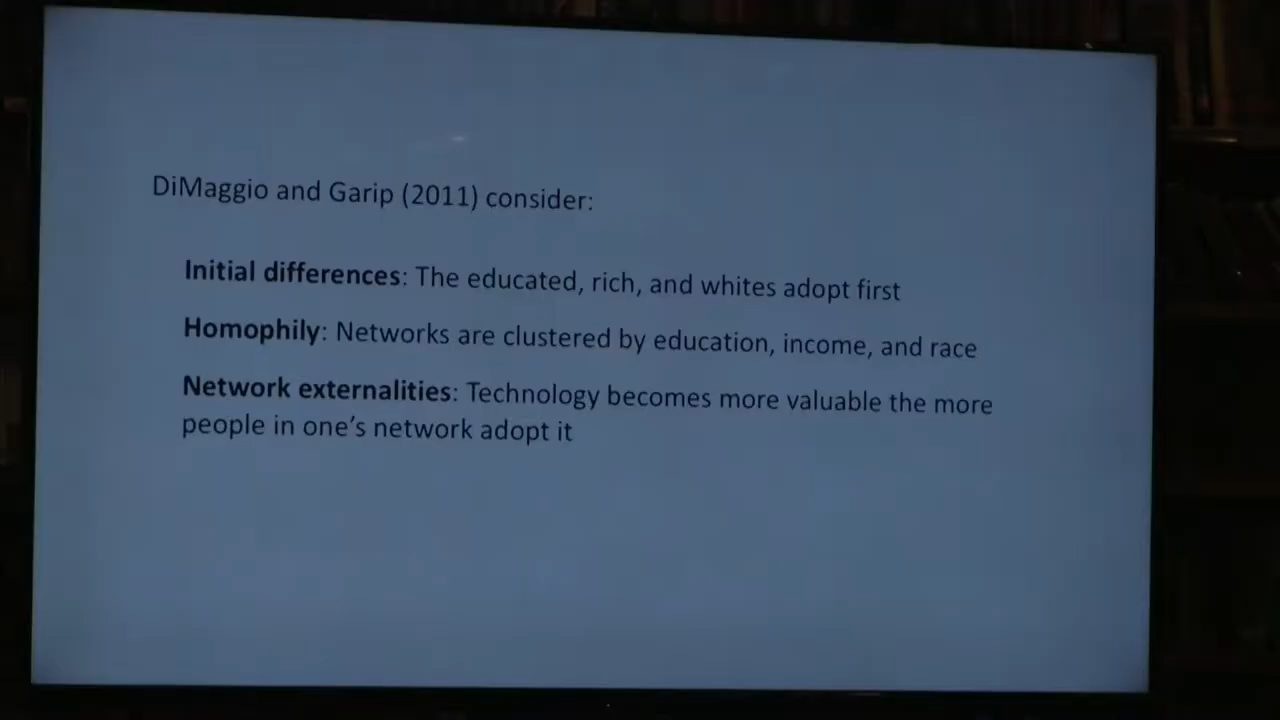 DiMaggio and Garip (2011) consider:
Initial differences: The educated, rich, and whites adopt first
Homophily: Networks are clustered by education, income, and race
Network externalities: Technology becomes more valuable the more
people in one’s network adopt it